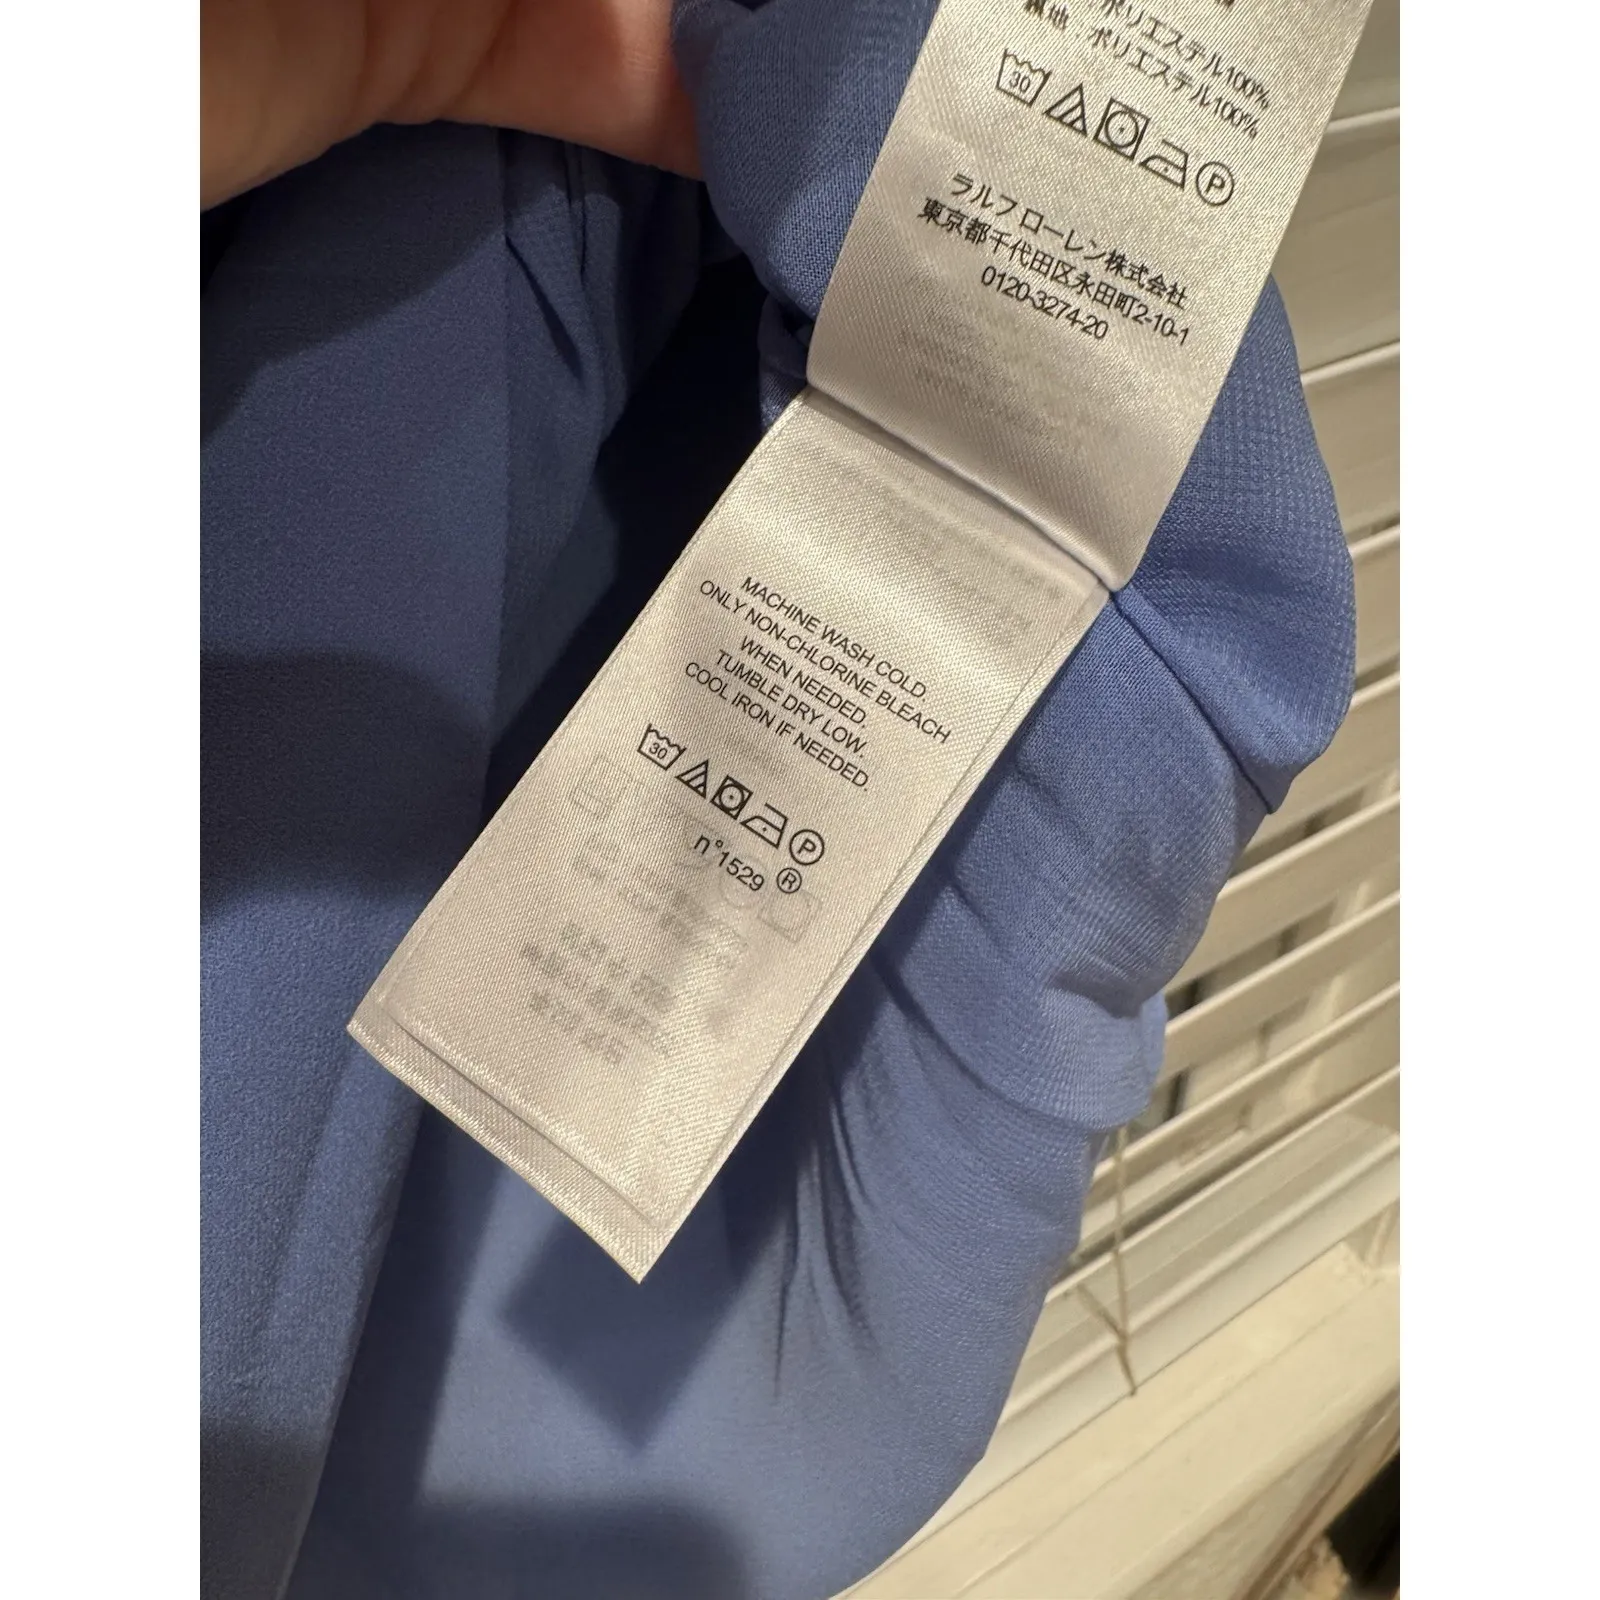 ポリエステル100%
裏地 ポリエステル100%
30 P
ラルフ ローレン株式会社
東京都千代田区永田町2-10-1
0120-3274-20
MACHINE WASH COLD.
ONLY NON-CHLORINE BLEACH
WHEN NEEDED.
TUMBLE DRY LOW.
COOL IRON IF NEEDED.
30 P
n°1529 ®